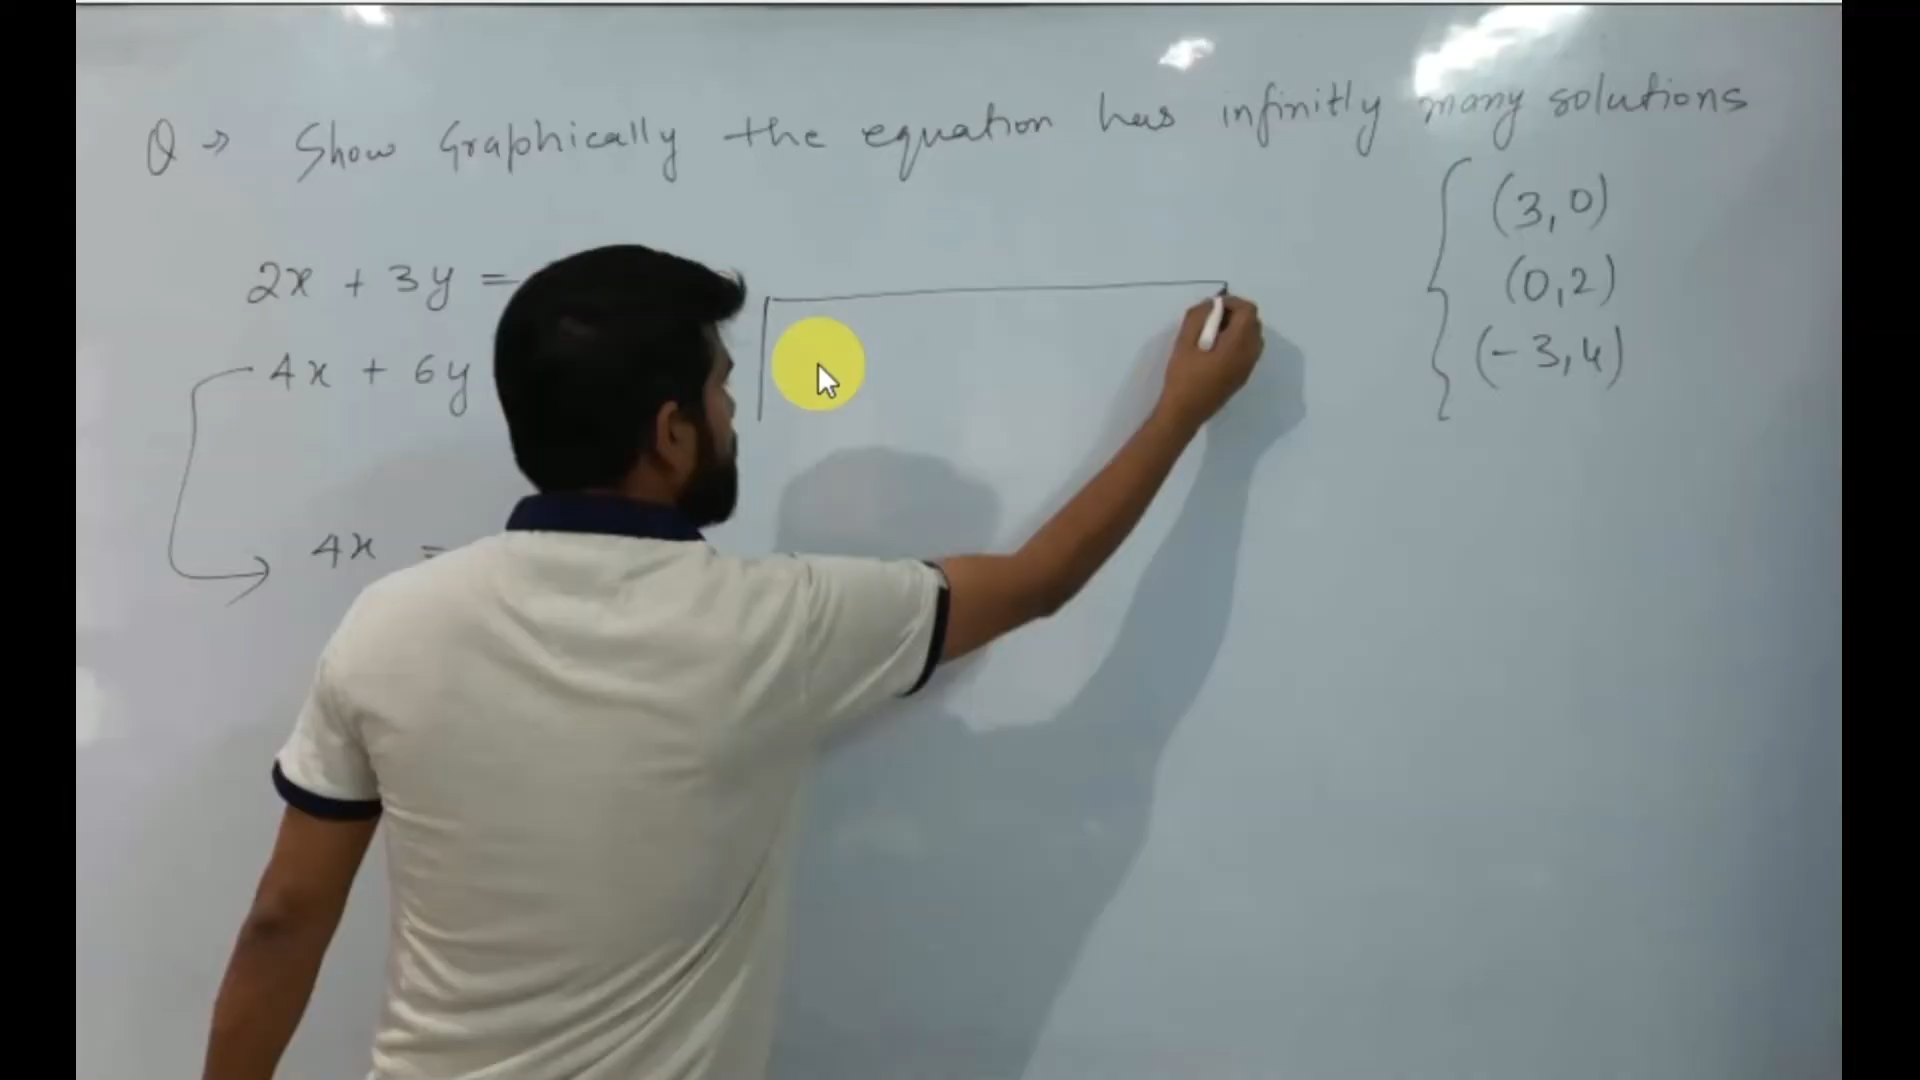 Q → Show Graphically the equation has infinitly many solutions
2x + 3y =
4x + 6y
4x =
(3, 0)
(0,2)
(-3,4)